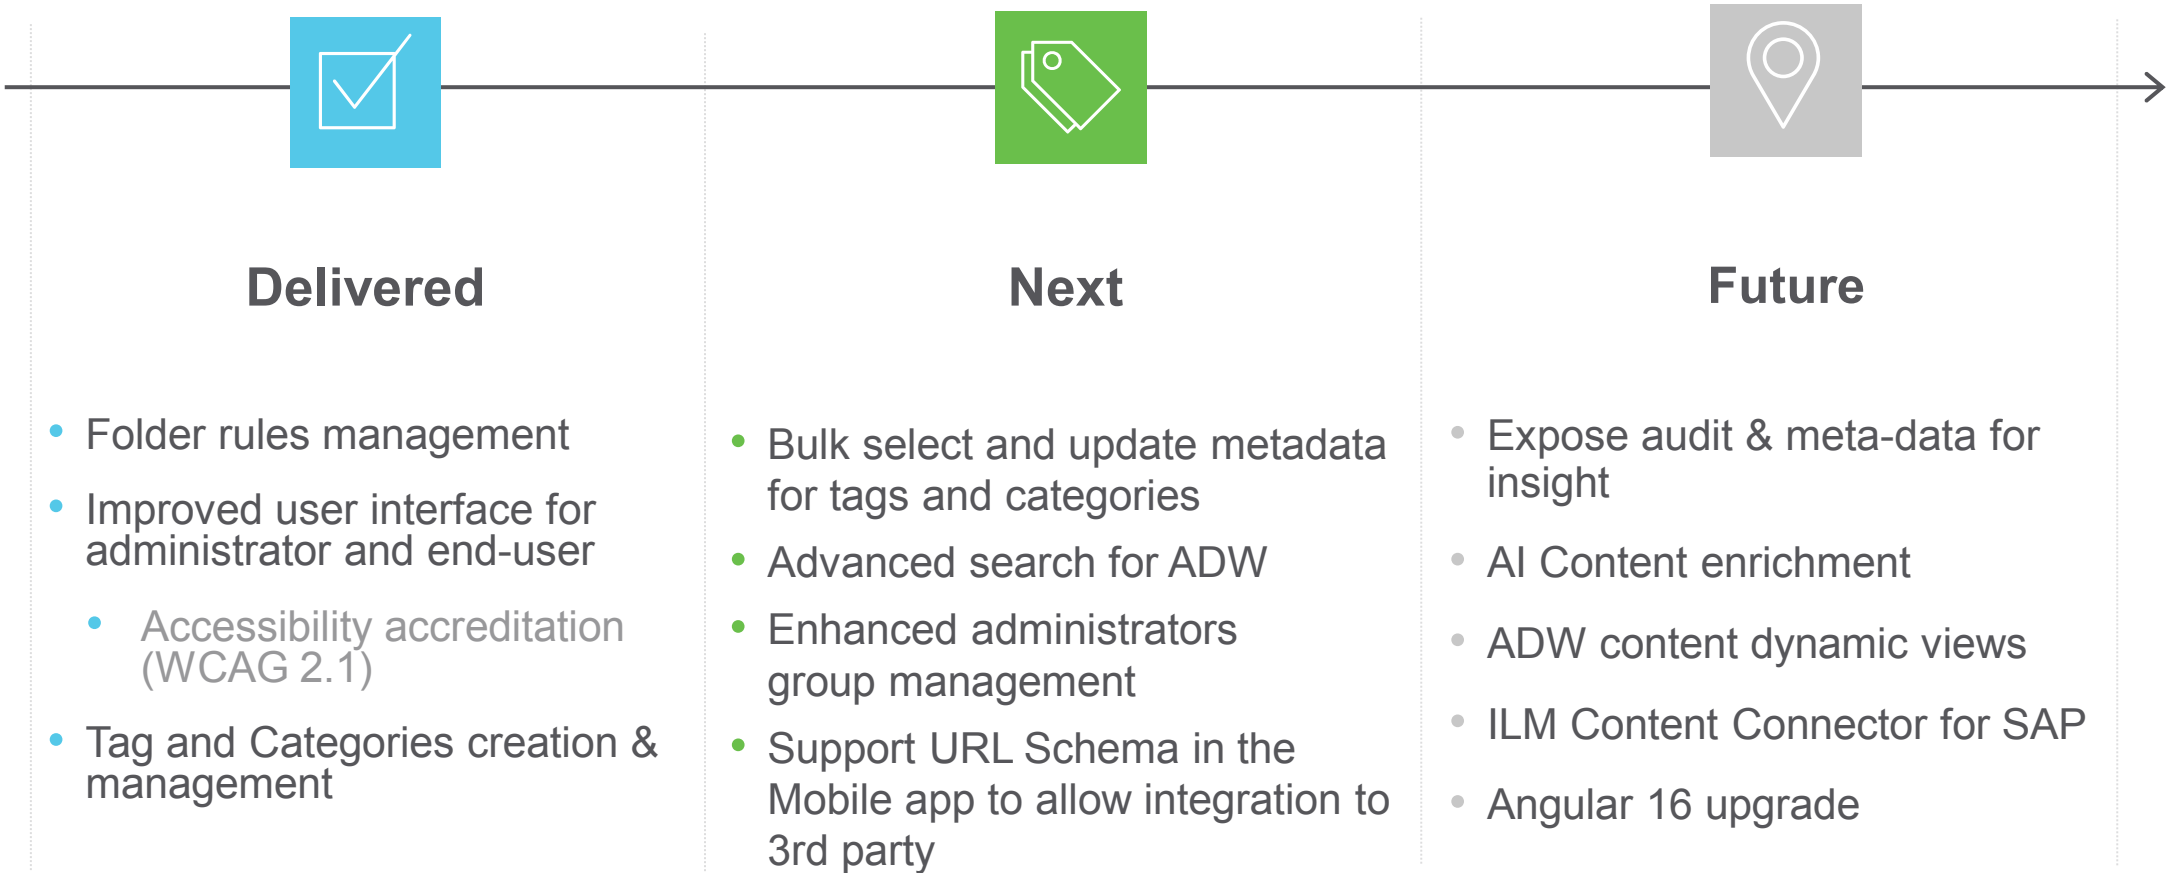 Delivered
Next
Future
• Folder rules management
• Improved user interface for
administrator and end-user
• Accessibility accreditation
(WCAG 2.1)
• Tag and Categories creation &
management
• Bulk select and update metadata
for tags and categories
• Advanced search for ADW
• Enhanced administrators
group management
• Support URL Schema in the
Mobile app to allow integration to
3rd party
• Expose audit & meta-data for
insight
• AI Content enrichment
• ADW content dynamic views
• ILM Content Connector for SAP
• Angular 16 upgrade